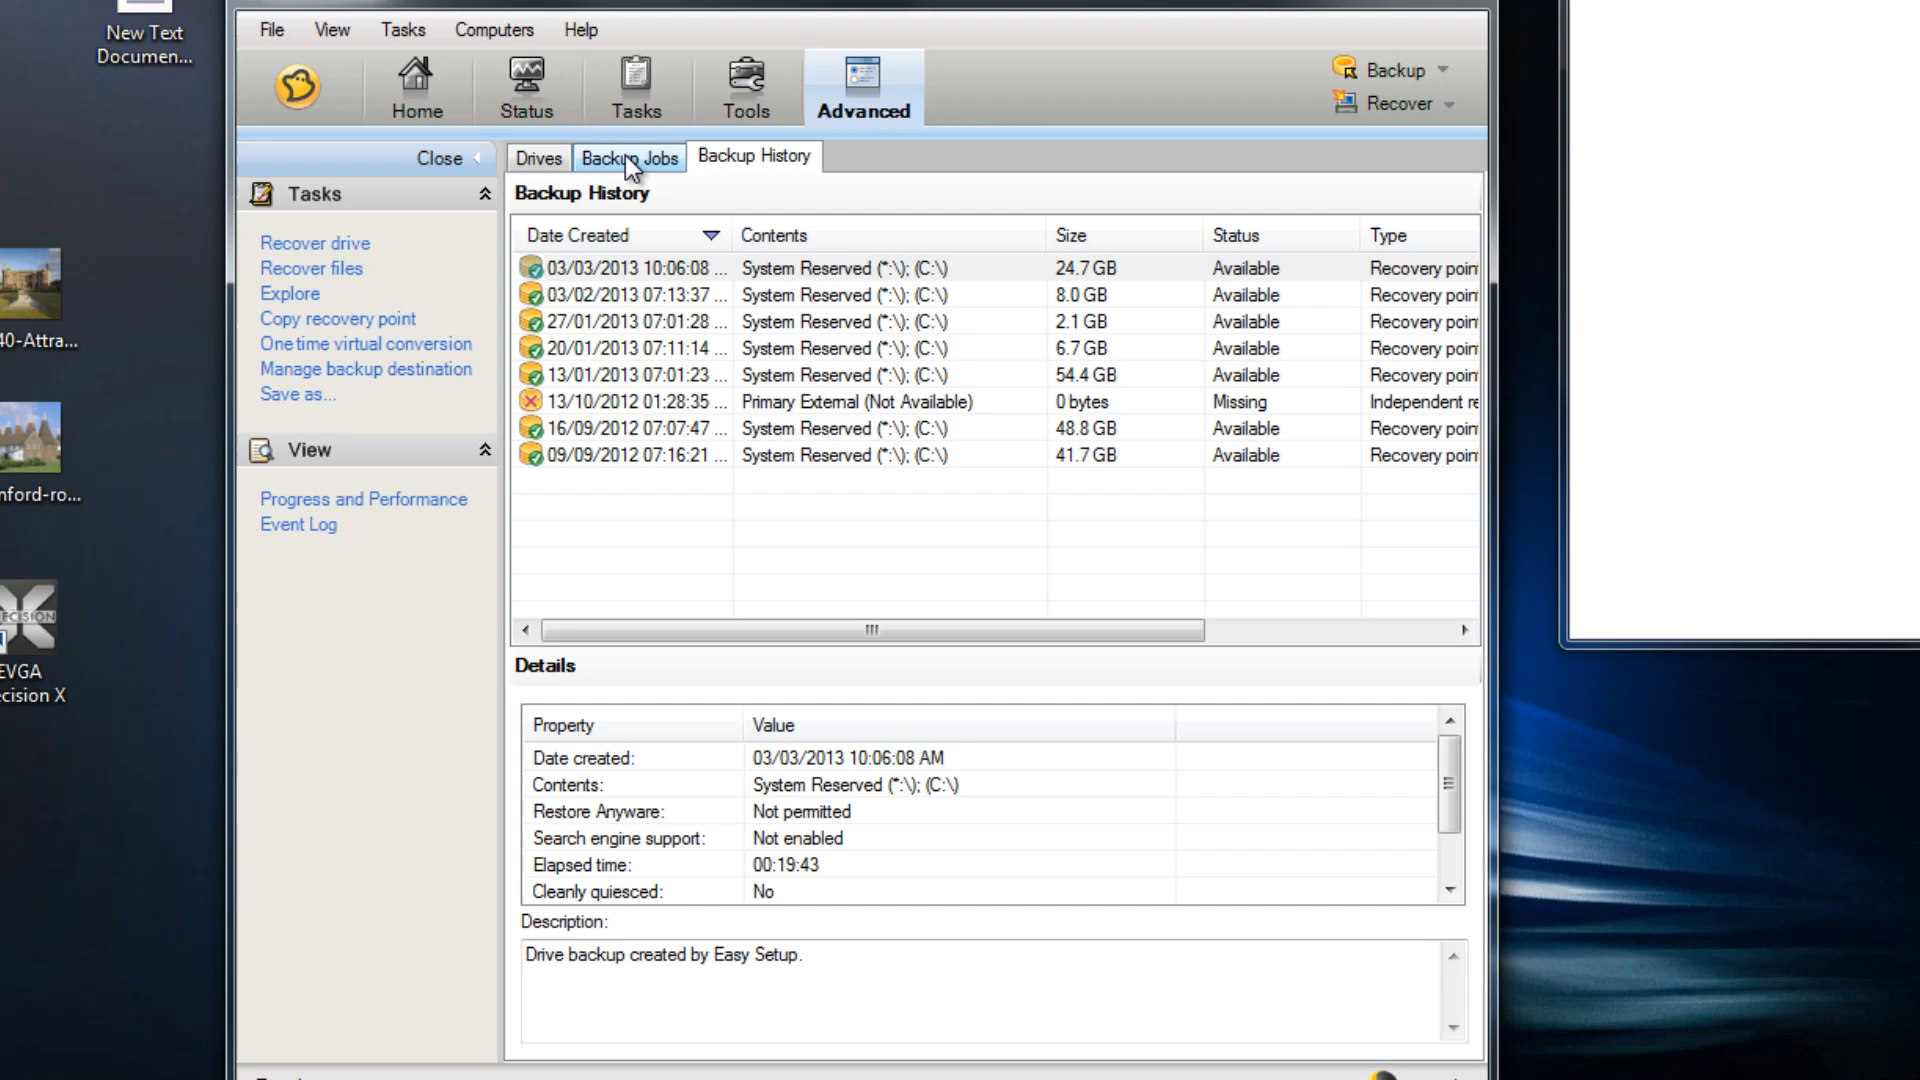 New Text
Documen...
40-Attra...
nford-ro...
ECISION
EVGA
cision X
File View Tasks Computers Help
Home Status Tasks Tools Advanced
Backup
Recover
Close
Drives Backup Jobs Backup History
Tasks
Recover drive
Recover files
Explore
Copy recovery point
One time virtual conversion
Manage backup destination
Save as...
View
Progress and Performance
Event Log
Backup History
Date Created Contents Size Status Type
03/03/2013 10:06:08 ... System Reserved (*:\); (C:\) 24.7 GB Available Recovery poin
03/02/2013 07:13:37 ... System Reserved (*:\); (C:\) 8.0 GB Available Recovery poin
27/01/2013 07:01:28 ... System Reserved (*:\); (C:\) 2.1 GB Available Recovery poin
20/01/2013 07:11:14 ... System Reserved (*:\); (C:\) 6.7 GB Available Recovery poin
13/01/2013 07:01:23 ... System Reserved (*:\); (C:\) 54.4 GB Available Recovery poin
13/10/2012 01:28:35 ... Primary External (Not Available) 0 bytes Missing Independent re
16/09/2012 07:07:47 ... System Reserved (*:\); (C:\) 48.8 GB Available Recovery poin
09/09/2012 07:16:21 ... System Reserved (*:\); (C:\) 41.7 GB Available Recovery poin
Details
Property Value
Date created: 03/03/2013 10:06:08 AM
Contents: System Reserved (*:\); (C:\)
Restore Anyware: Not permitted
Search engine support: Not enabled
Elapsed time: 00:19:43
Cleanly quiesced: No
Description:
Drive backup created by Easy Setup.